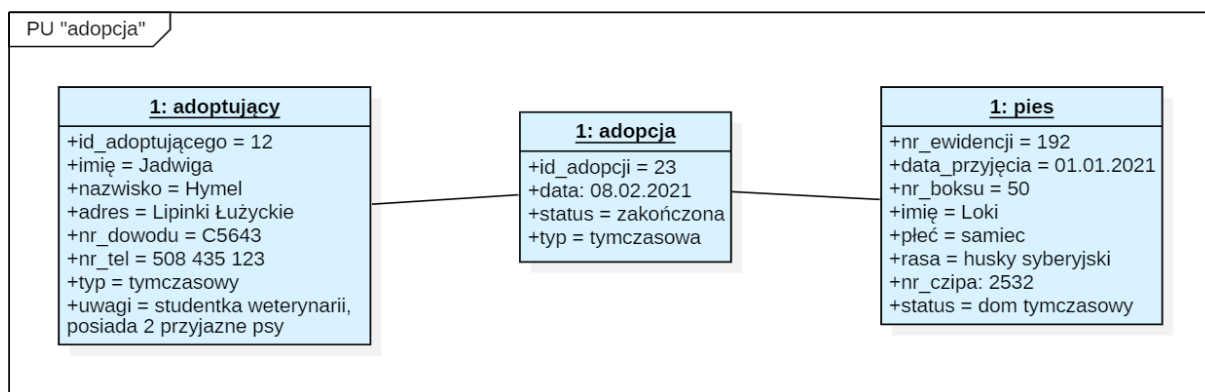 PU "adopcja"
1: adoptujący
+id_adoptującego = 12
+imię = Jadwiga
+nazwisko = Hymel
+adres = Lipinki Łużyckie
+nr_dowodu = C5643
+nr_tel = 508 435 123
+typ = tymczasowy
+uwagi = studentka weterynarii,
posiada 2 przyjazne psy
1: adopcja
+id_adopcji = 23
+data: 08.02.2021
+status = zakończona
+typ = tymczasowa
1: pies
+nr_ewidencji = 192
+data_przyjęcia = 01.01.2021
+nr_boksu = 50
+imię = Loki
+płeć = samiec
+rasa = husky syberyjski
+nr_czipa: 2532
+status = dom tymczasowy